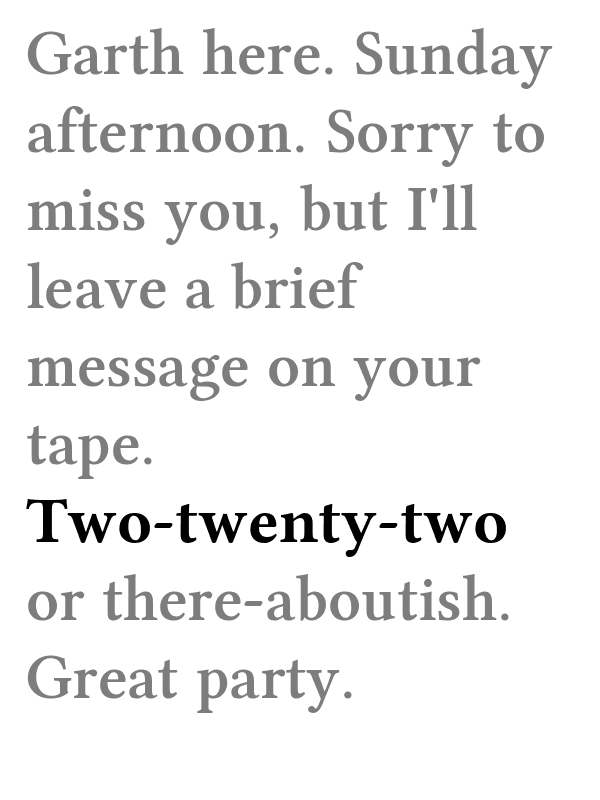 Garth here. Sunday
afternoon. Sorry to
miss you, but I'll
leave a brief
message on your
tape.
Two-twenty-two
or there-aboutish.
Great party.